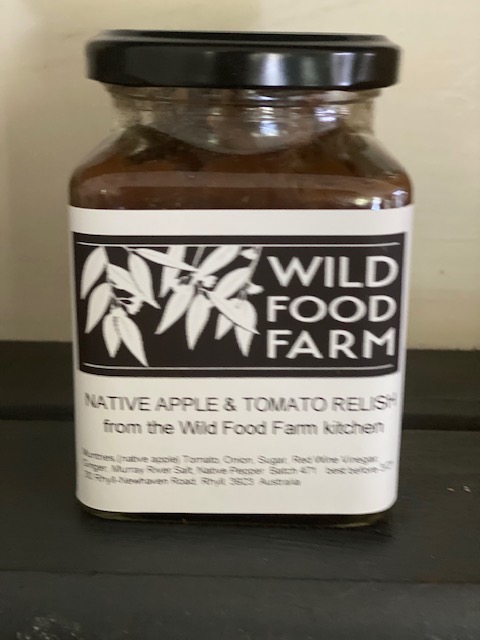 WILD
FOOD
FARM
NATIVE APPLE & TOMATO RELISH
from the Wild Food Farm kitchen
Munthes (native apple) Tomato, Onion, Sugar, Red Wine Vinegar,
Ginger, Murray River Salt, Native Pepper Batch 471 best before
Rhyll-Newhaven Road, Rhyll, 3923 Australia